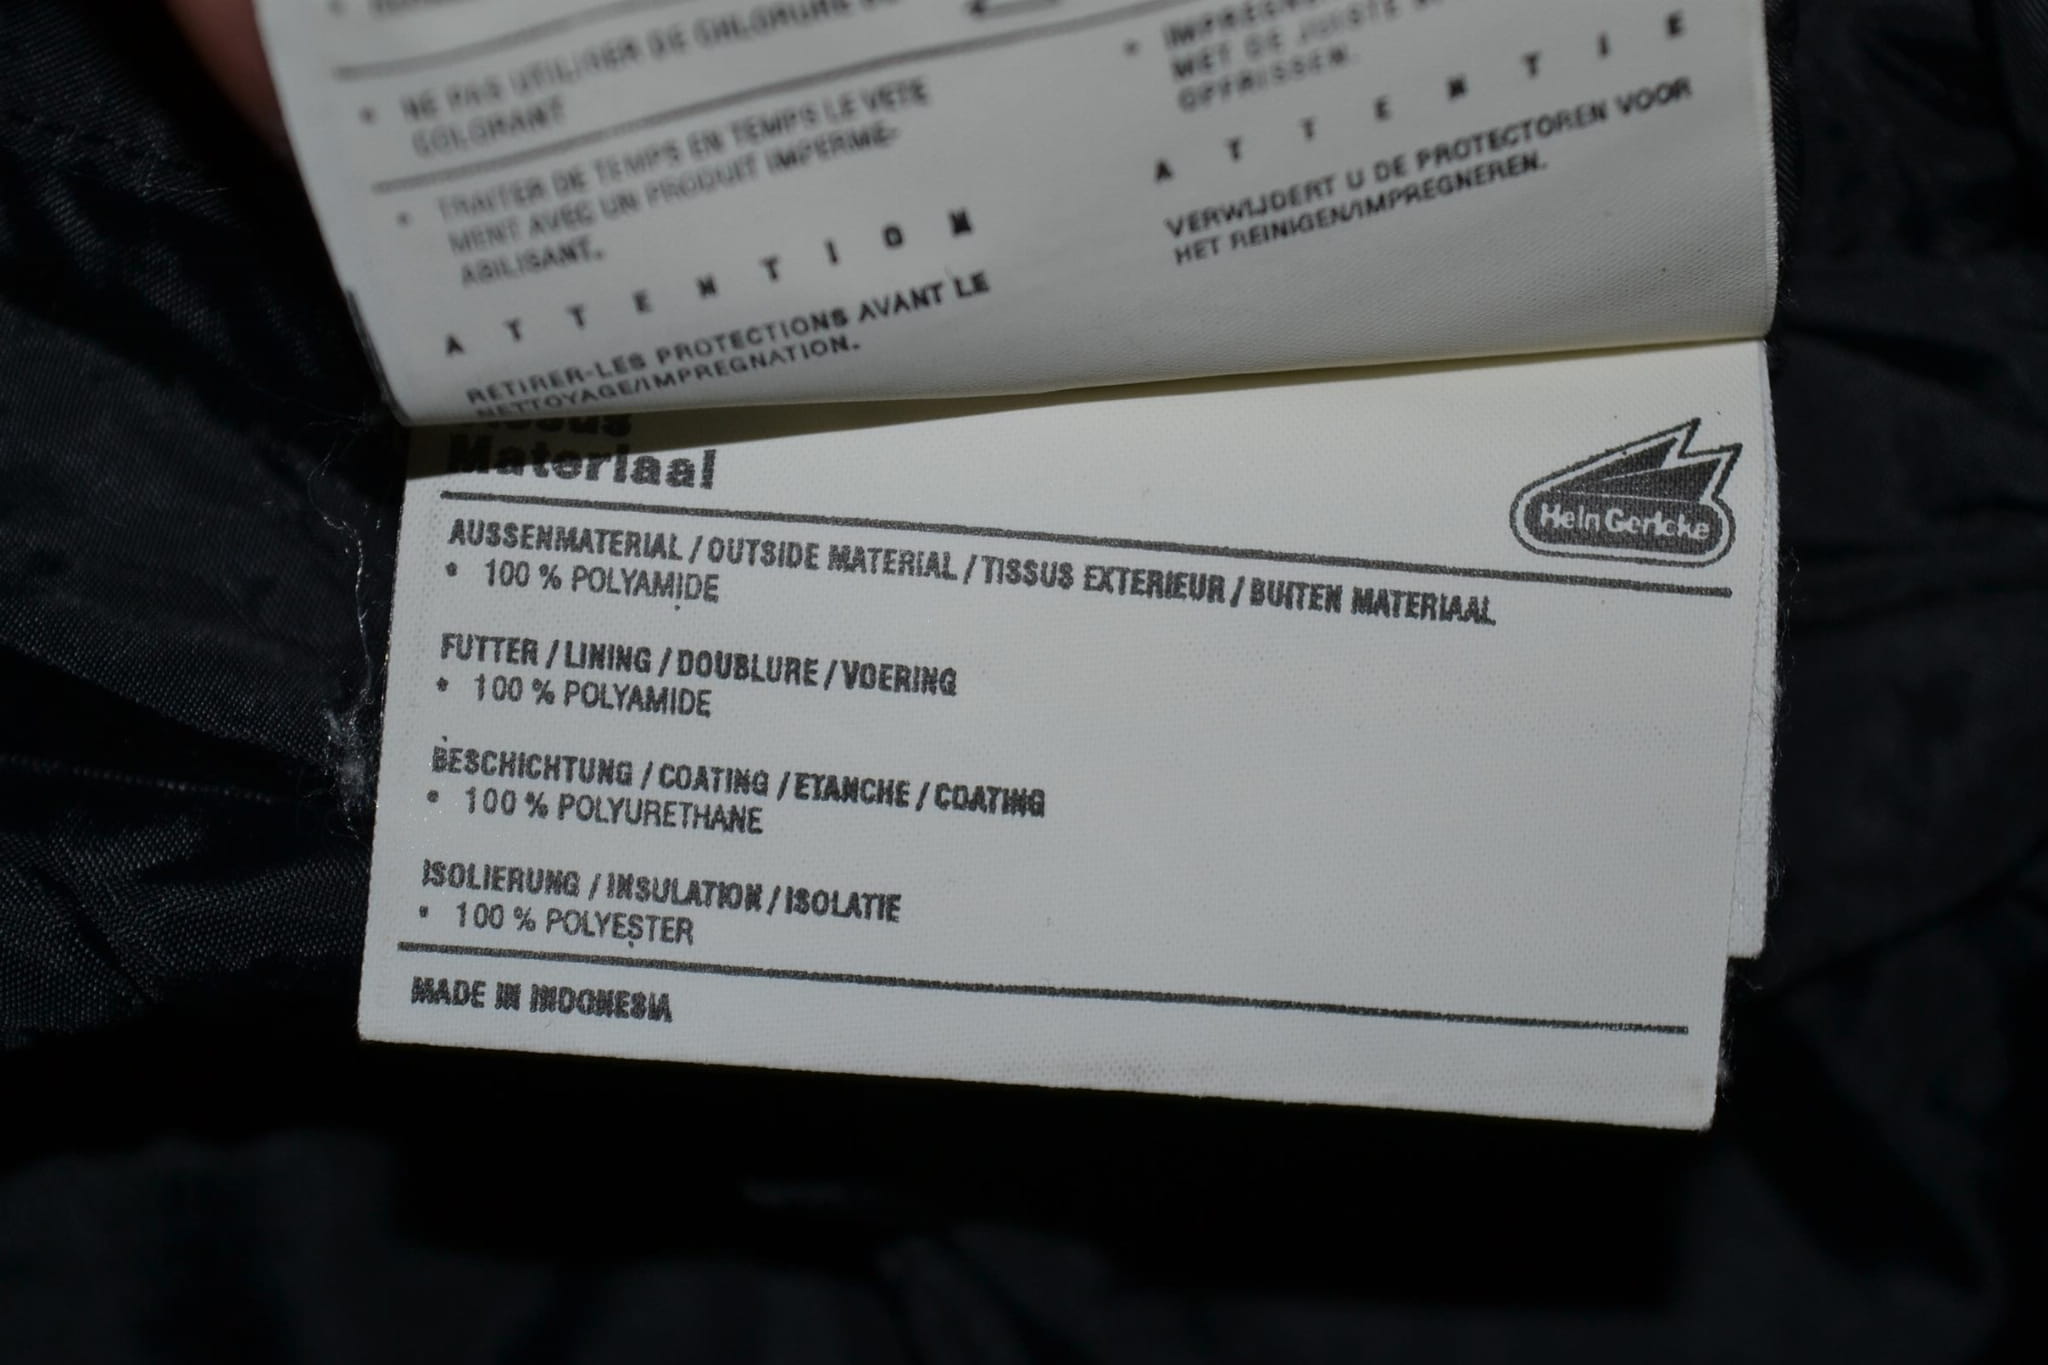 NE PAS UTILISER DE CHLORURE
COLORANT
TRAITER DE TEMPS EN TEMPS LE VETE
MENT AVEC UN PRODUIT IMPERME-
ABILISANT.
A T T E N T I O N
RETIRER-LES PROTECTIONS AVANT LE
NETTOYAGE/IMPREGNATION.
MET DE JUISTE
OPFRISSEN.
A T T E N T I E
VERWIJDERT U DE PROTECTOREN VOOR
HET REINIGEN/IMPREGNEREN.
Materiaal
Hein Gericke
AUSSENMATERIAL / OUTSIDE MATERIAL / TISSUS EXTERIEUR / BUITEN MATERIAAL
• 100 % POLYAMIDE
FUTTER / LINING / DOUBLURE / VOERING
• 100 % POLYAMIDE
BESCHICHTUNG / COATING / ETANCHE / COATING
• 100 % POLYURETHANE
ISOLIERUNG / INSULATION / ISOLATIE
• 100 % POLYESTER
MADE IN INDONESIA